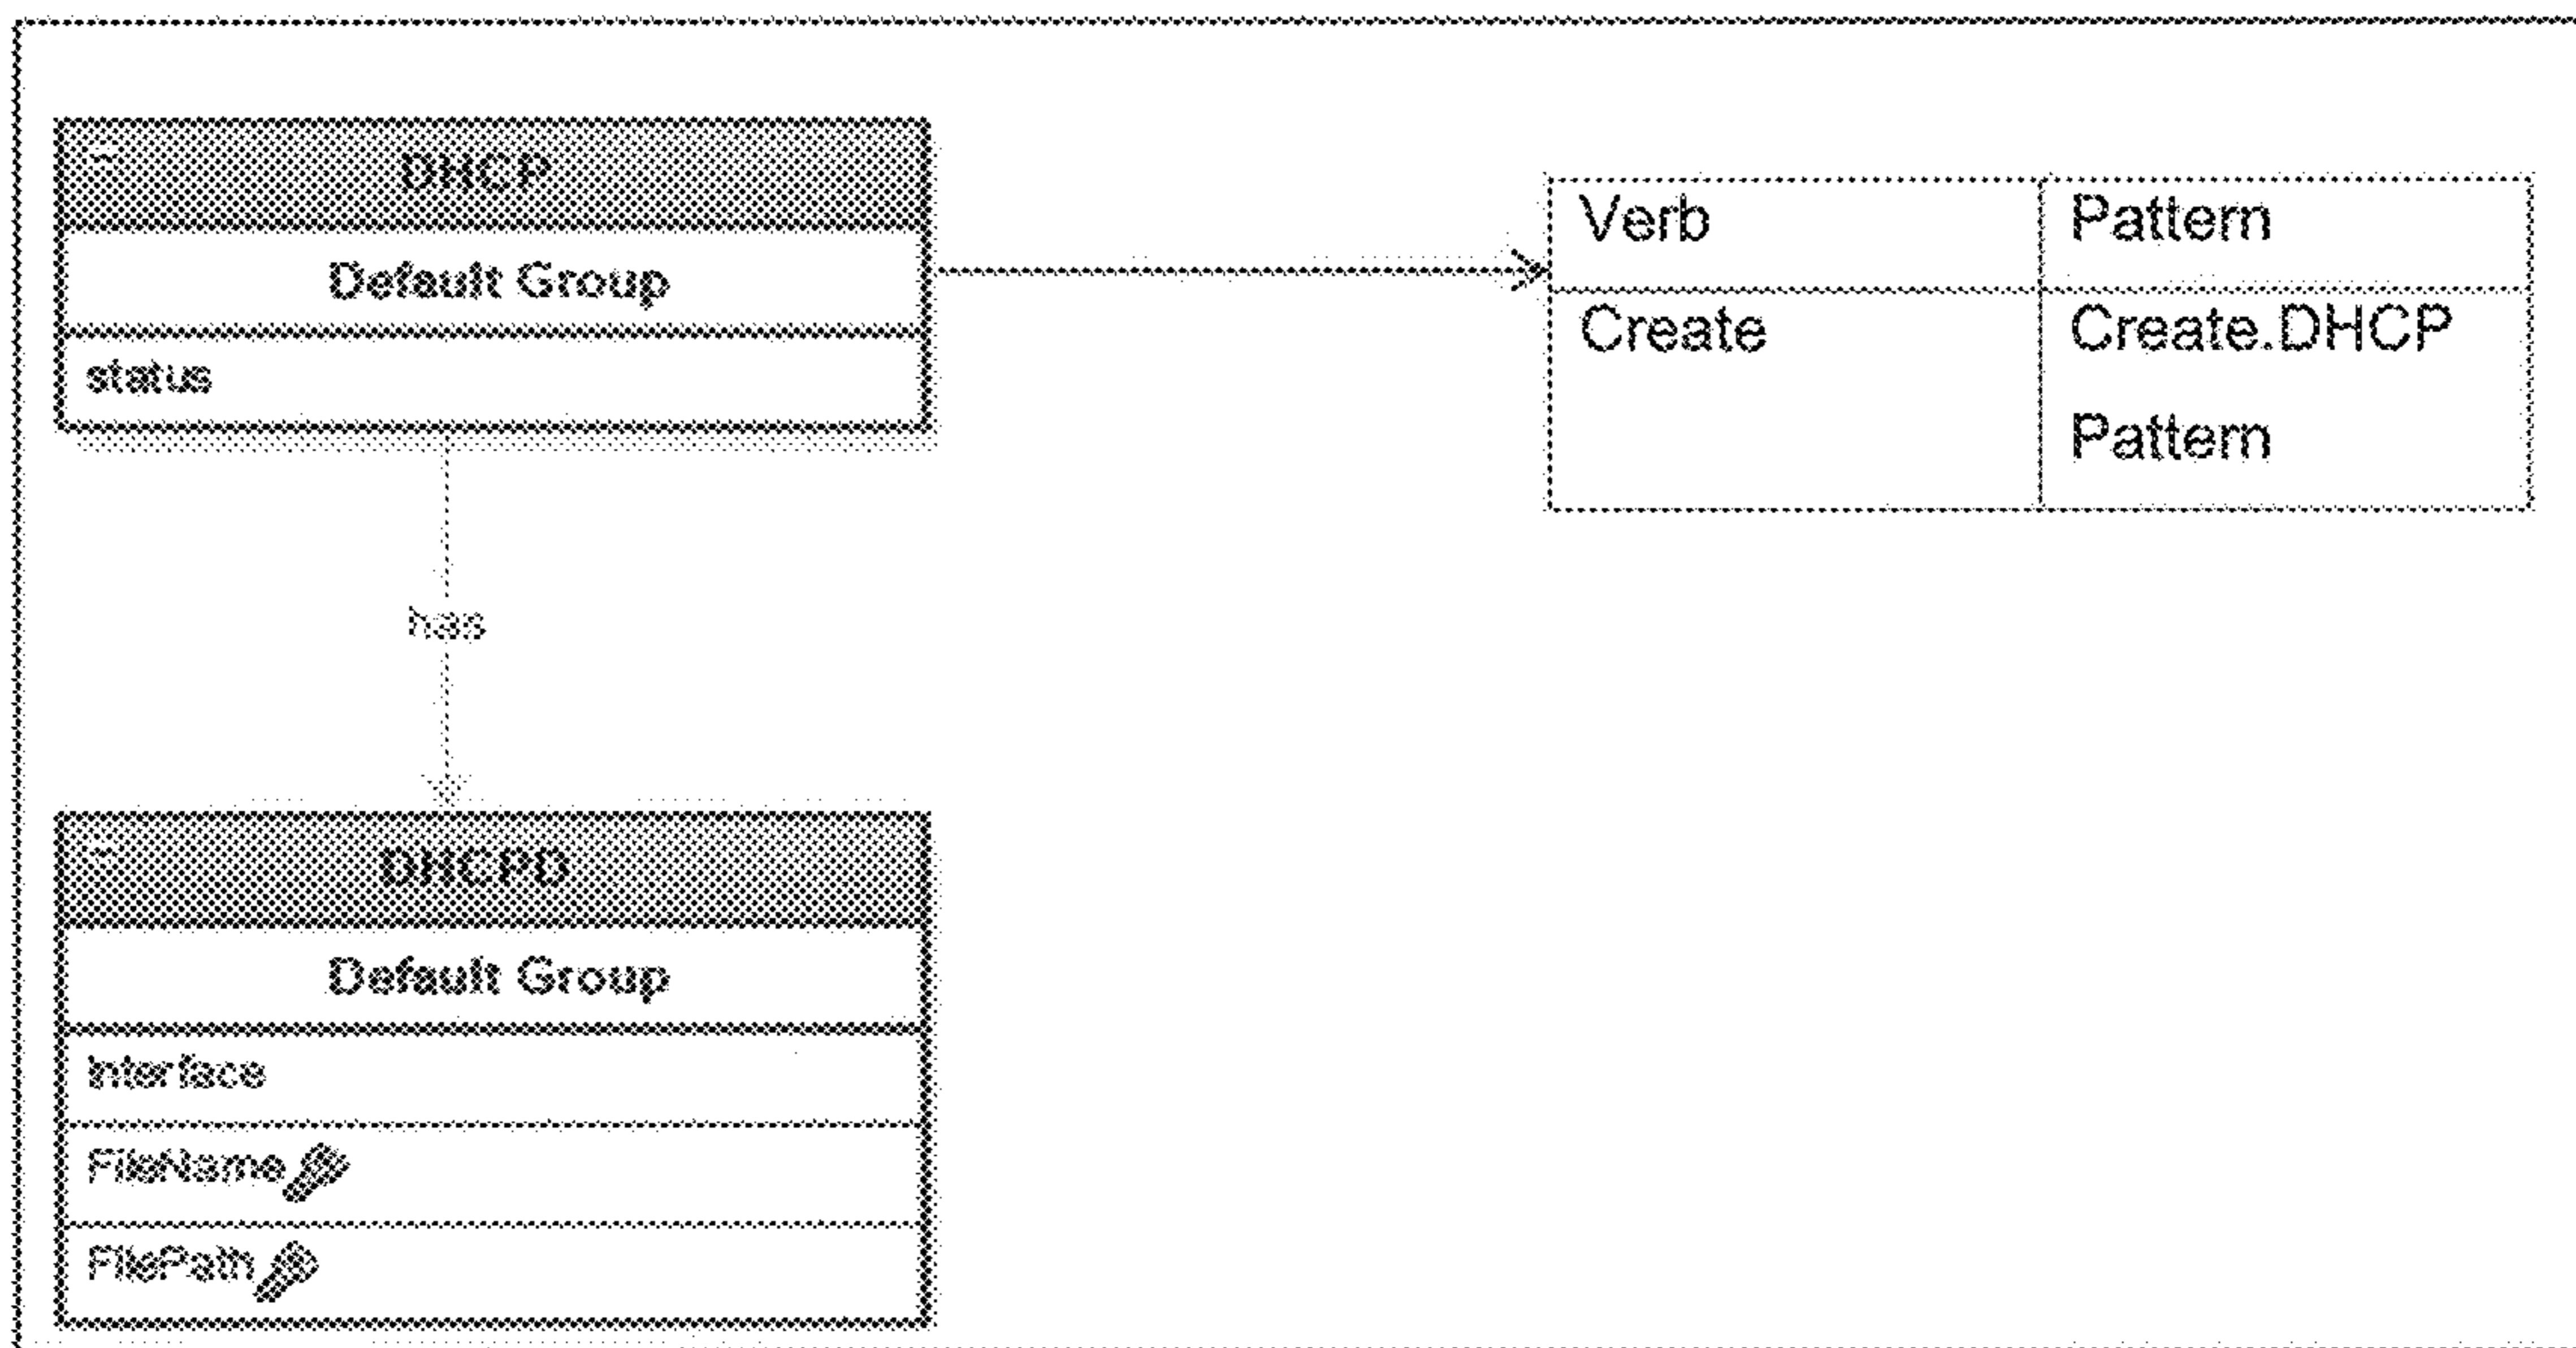 DHCP
Default Group
status
Verb
Pattern
Create
Create.DHCP
Pattern
has
DHCPD
Default Group
Interface
FileName
FilePath